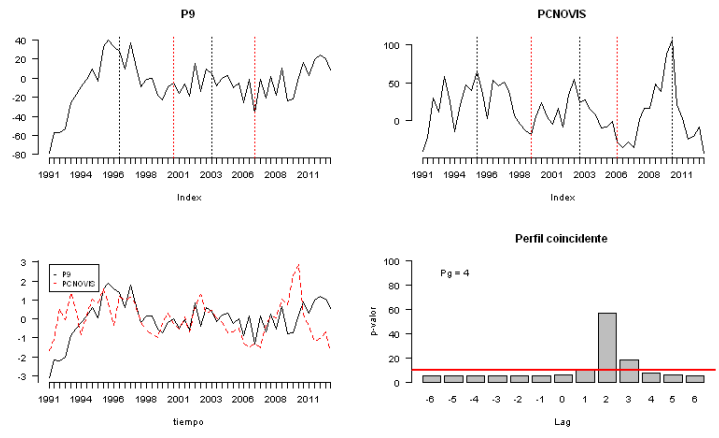 P9
40
20
0
-20
-40
-60
-80
1991 1994 1996 1998 2001 2003 2006 2008 2011
Index
PCNOVIS
100
50
0
1991 1994 1996 1998 2001 2003 2006 2008 2011
Index
3
2
1
0
-1
-2
-3
P9
PCNOVIS
1991 1994 1996 1998 2001 2003 2006 2008 2011
tiempo
Perfil coincidente
p-valor
100
80
60
40
20
0
Pg = 4
-6 -5 -4 -3 -2 -1 0 1 2 3 4 5 6
Lag